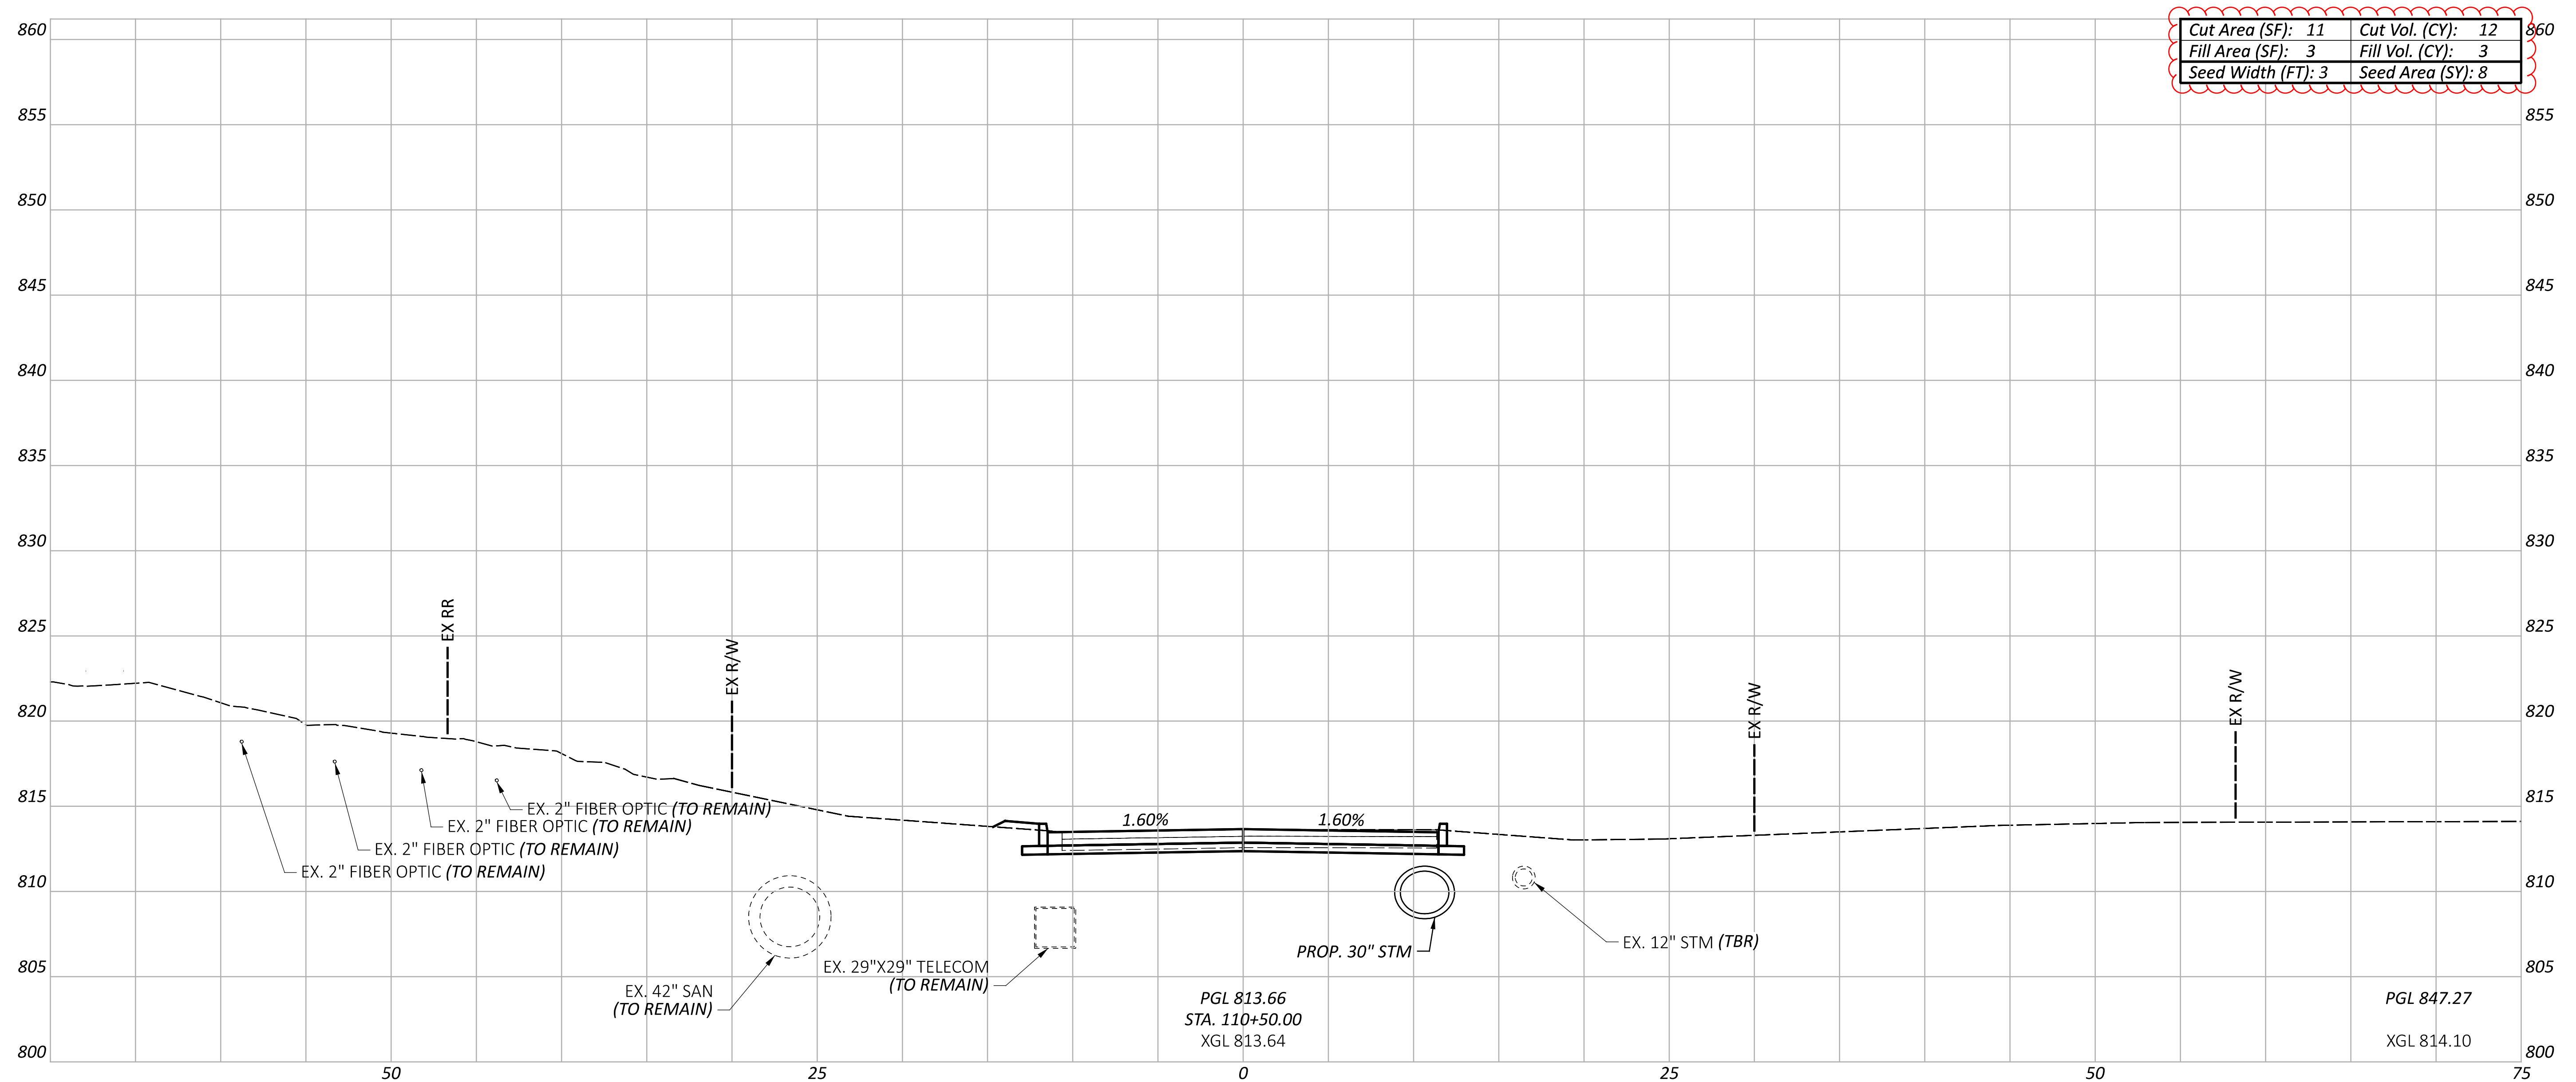 860
Cut Area (SF): 11 Cut Vol. (CY): 12
860
Fill Area (SF): 3 Fill Vol. (CY): 3
Seed Width (FT): 3 Seed Area (SY): 8
855
855
850
850
845
845
840
840
835
835
830
830
825
825
EX RR
EX R/W
EX R/W
EX R/W
820
820
815
815
EX. 2" FIBER OPTIC (TO REMAIN)
EX. 2" FIBER OPTIC (TO REMAIN)
EX. 2" FIBER OPTIC (TO REMAIN)
EX. 2" FIBER OPTIC (TO REMAIN)
1.60%
1.60%
810
810
EX. 12" STM (TBR)
PROP. 30" STM
805
805
EX. 29"X29" TELECOM
(TO REMAIN)
EX. 42" SAN
(TO REMAIN)
PGL 813.66
STA. 110+50.00
XGL 813.64
PGL 847.27
XGL 814.10
800
800
50
25
0
25
50
75